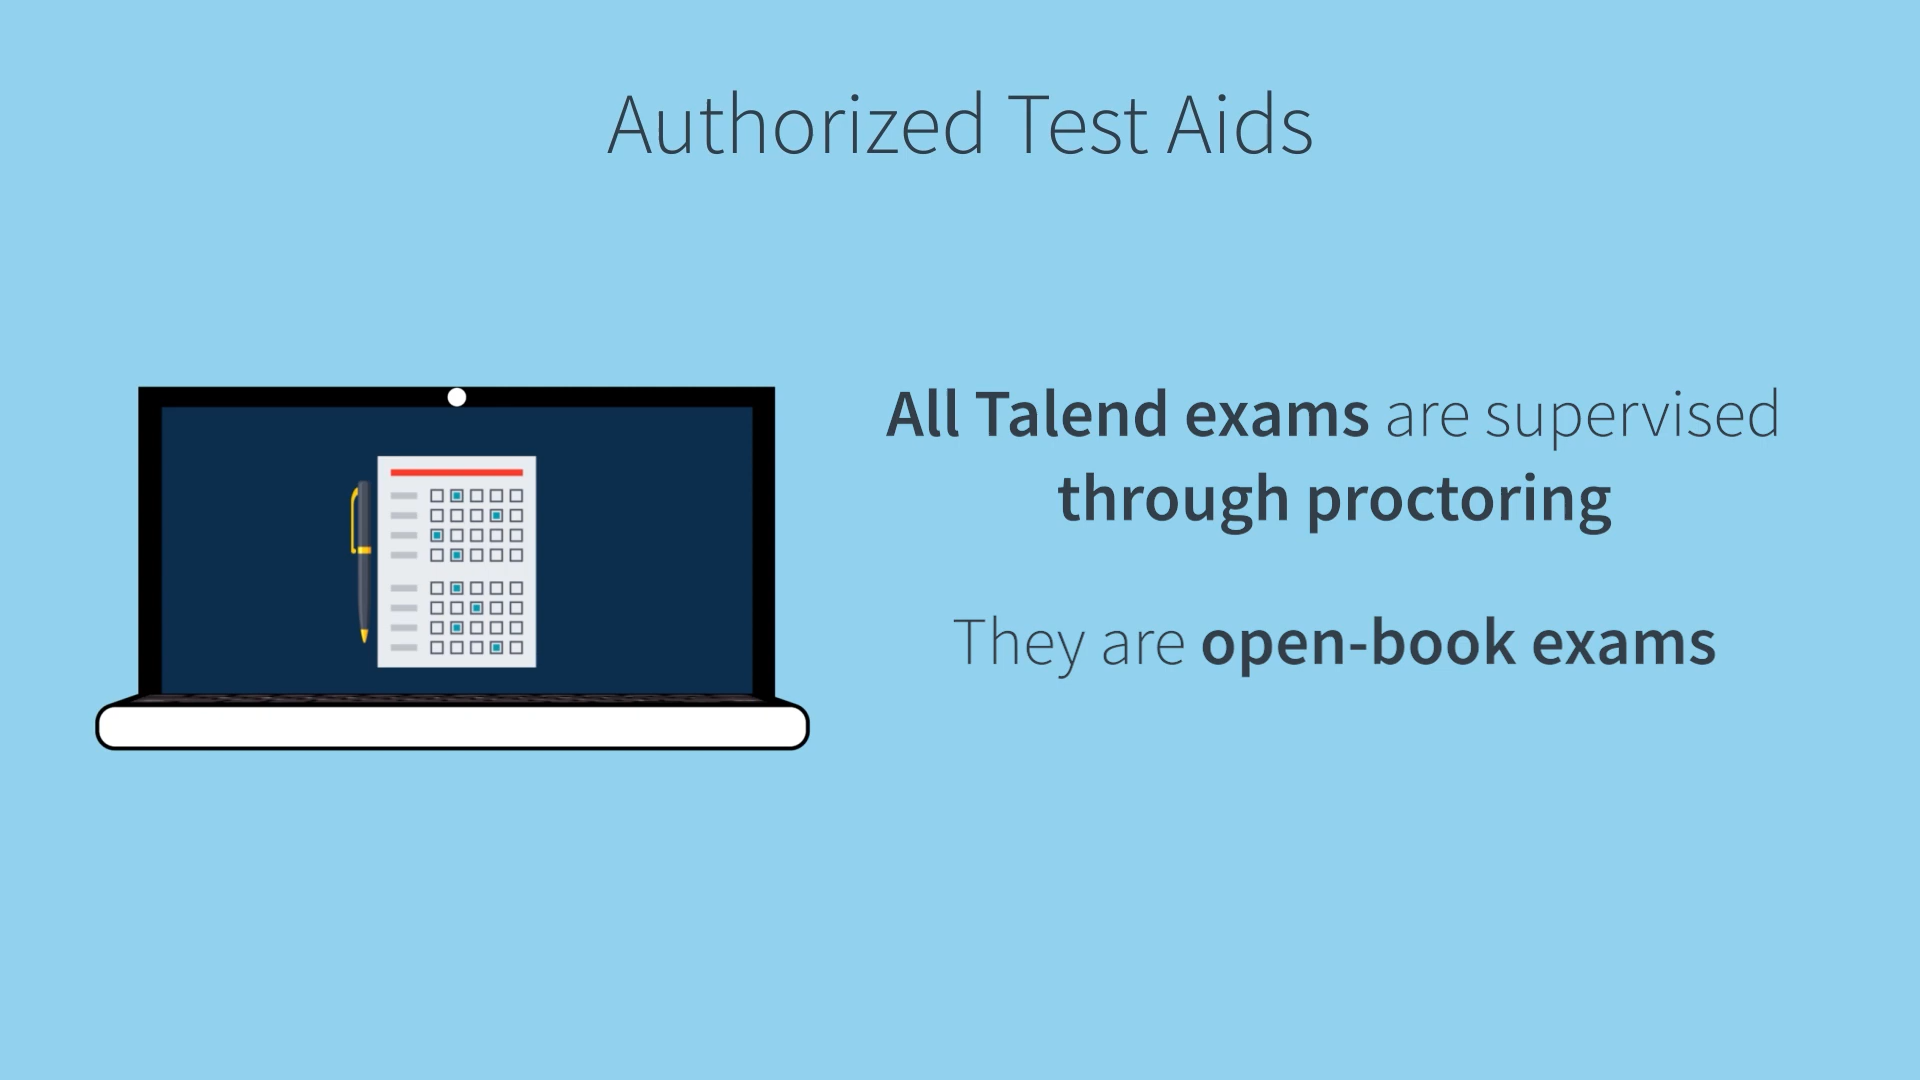 Authorized Test Aids
All Talend exams are supervised
through proctoring
They are open-book exams